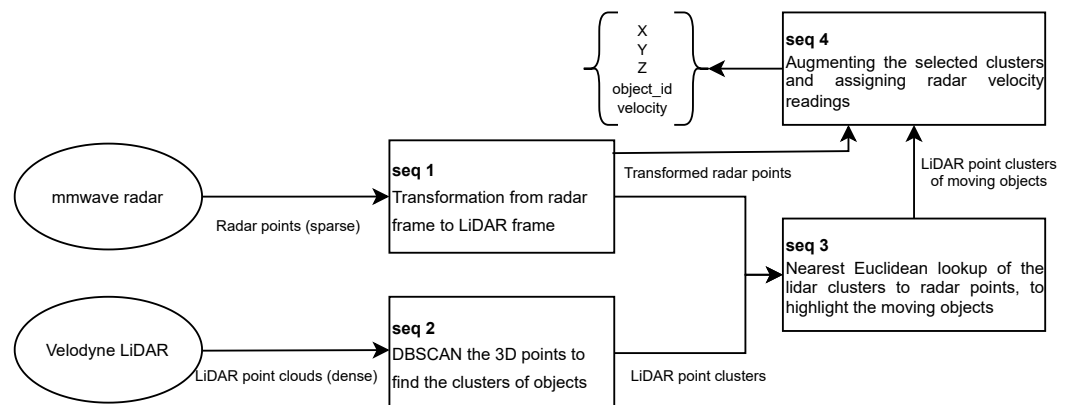 X
Y
Z
object_id
velocity
seq 4
Augmenting the selected clusters
and assigning radar velocity
readings
mmwave radar
Radar points (sparse)
seq 1
Transformation from radar
frame to LiDAR frame
Transformed radar points
LiDAR point clusters
of moving objects
seq 3
Nearest Euclidean lookup of the
lidar clusters to radar points, to
highlight the moving objects
Velodyne LiDAR
LiDAR point clouds (dense)
seq 2
DBSCAN the 3D points to
find the clusters of objects
LiDAR point clusters